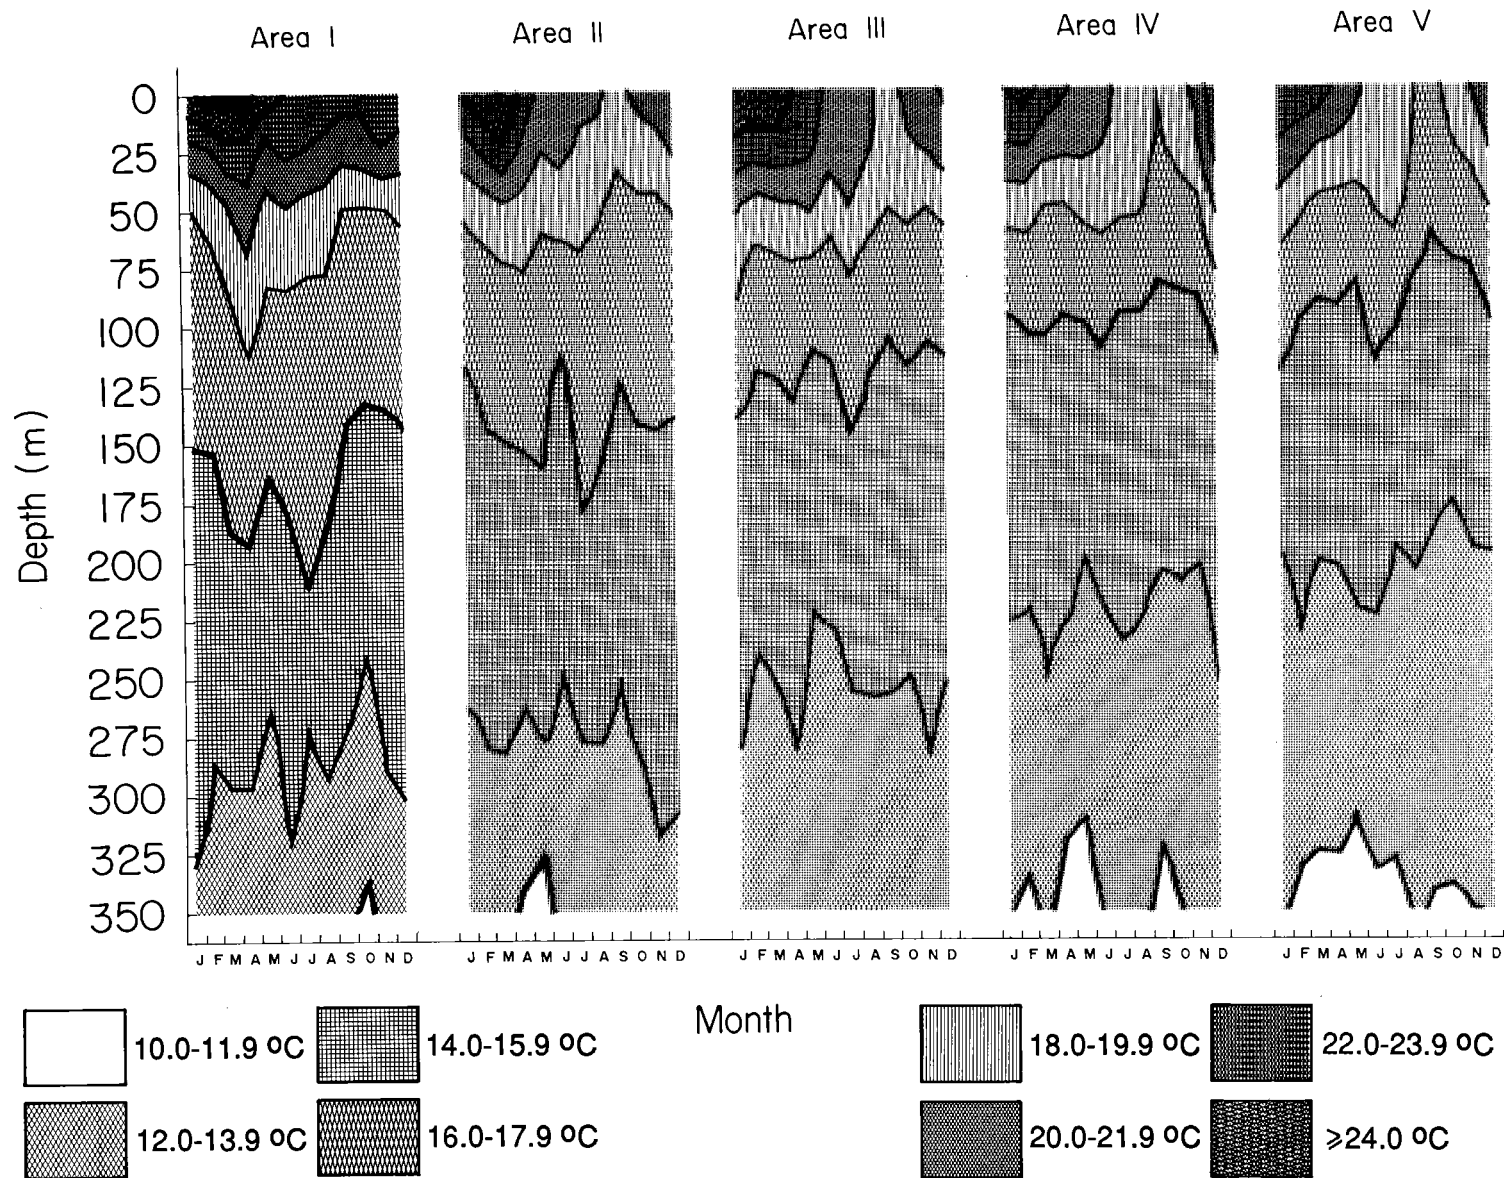 Area I Area II Area III Area IV Area V
0
25
50
75
100
125
150
175
200
225
250
275
300
325
350
Depth (m)
J F M A M J J A S O N D J F M A M J J A S O N D J F M A M J J A S O N D J F M A M J J A S O N D J F M A M J J A S O N D
Month
10.0-11.9 ºC 14.0-15.9 ºC 18.0-19.9 ºC 22.0-23.9 ºC
12.0-13.9 ºC 16.0-17.9 ºC 20.0-21.9 ºC ⩾24.0 ºC